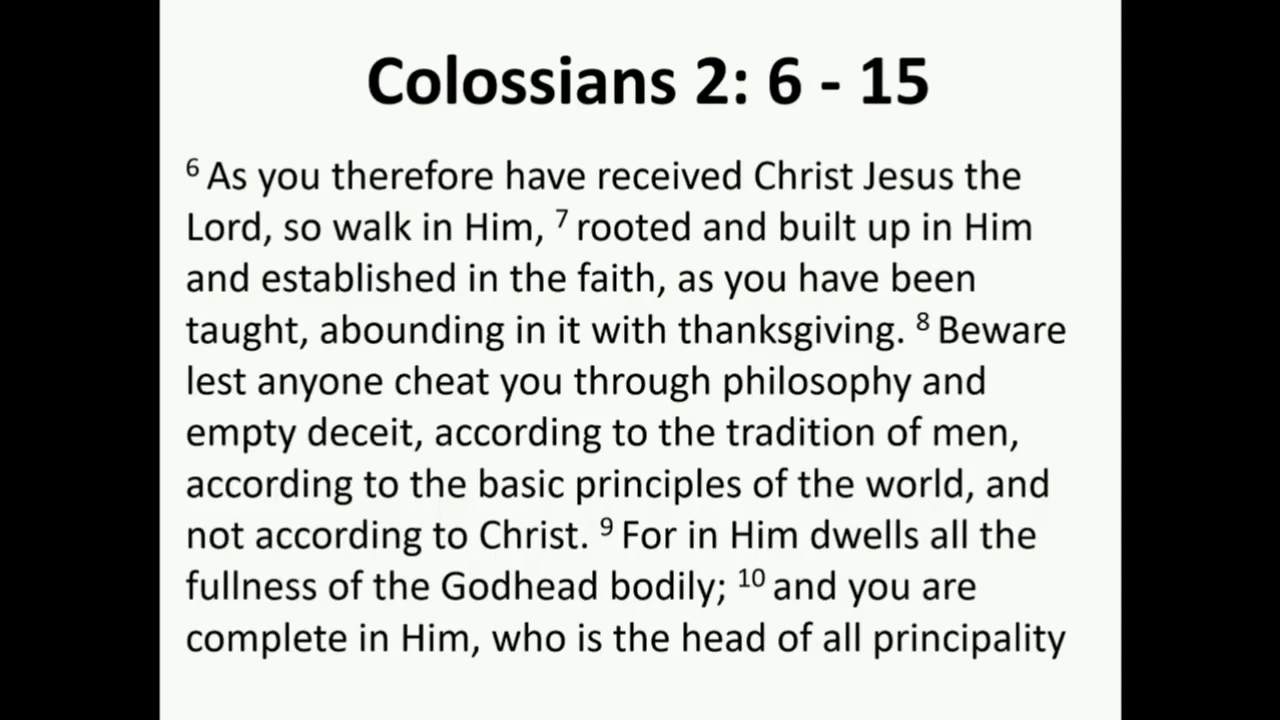 Colossians 2: 6 - 15
6 As you therefore have received Christ Jesus the
Lord, so walk in Him, 7 rooted and built up in Him
and established in the faith, as you have been
taught, abounding in it with thanksgiving. 8 Beware
lest anyone cheat you through philosophy and
empty deceit, according to the tradition of men,
according to the basic principles of the world, and
not according to Christ. 9 For in Him dwells all the
fullness of the Godhead bodily; 10 and you are
complete in Him, who is the head of all principality